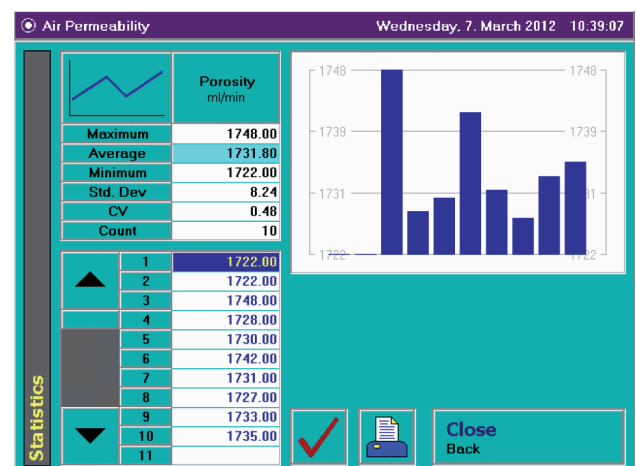 Air Permeability Wednesday, 7. March 2012 10:39:07
Statistics
Porosity
ml/min
Maximum 1748.00
Average 1731.80
Minimum 1722.00
Std. Dev 8.24
CV 0.48
Count 10
1 1722.00
2 1722.00
3 1748.00
4 1728.00
5 1730.00
6 1742.00
7 1731.00
8 1727.00
9 1733.00
10 1735.00
11
1748 1748
1739 1739
1731 1731
1722 1722
Close
Back